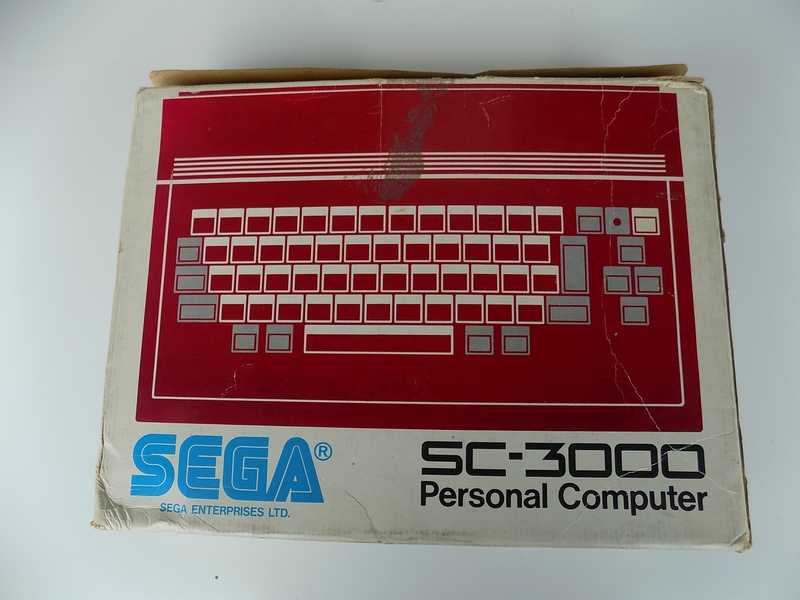 SEGA®
SEGA ENTERPRISES LTD.
SC-3000
Personal Computer